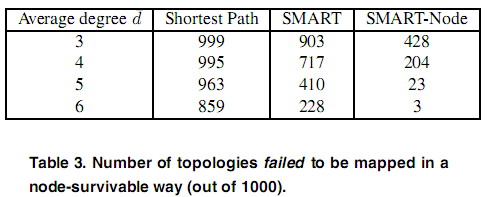 Average degree d Shortest Path SMART SMART-Node
3 999 903 428
4 995 717 204
5 963 410 23
6 859 228 3
Table 3. Number of topologies failed to be mapped in a
node-survivable way (out of 1000).